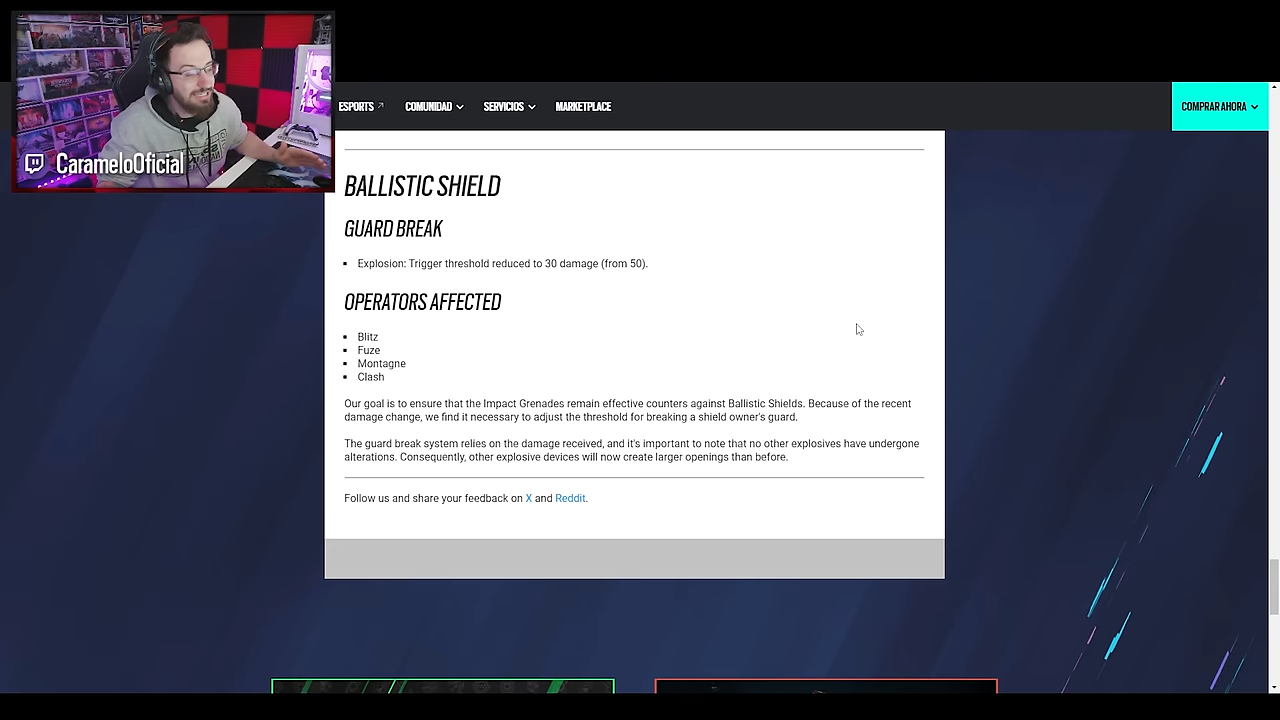 CarameloOficial
ESPORTS
COMUNIDAD
SERVICIOS
MARKETPLACE
COMPRAR AHORA
BALLISTIC SHIELD
GUARD BREAK
Explosion: Trigger threshold reduced to 30 damage (from 50).
OPERATORS AFFECTED
Blitz
Fuze
Montagne
Clash
Our goal is to ensure that the Impact Grenades remain effective counters against Ballistic Shields. Because of the recent
damage change, we find it necessary to adjust the threshold for breaking a shield owner's guard.
The guard break system relies on the damage received, and it's important to note that no other explosives have undergone
alterations. Consequently, other explosive devices will now create larger openings than before.
Follow us and share your feedback on X and Reddit.